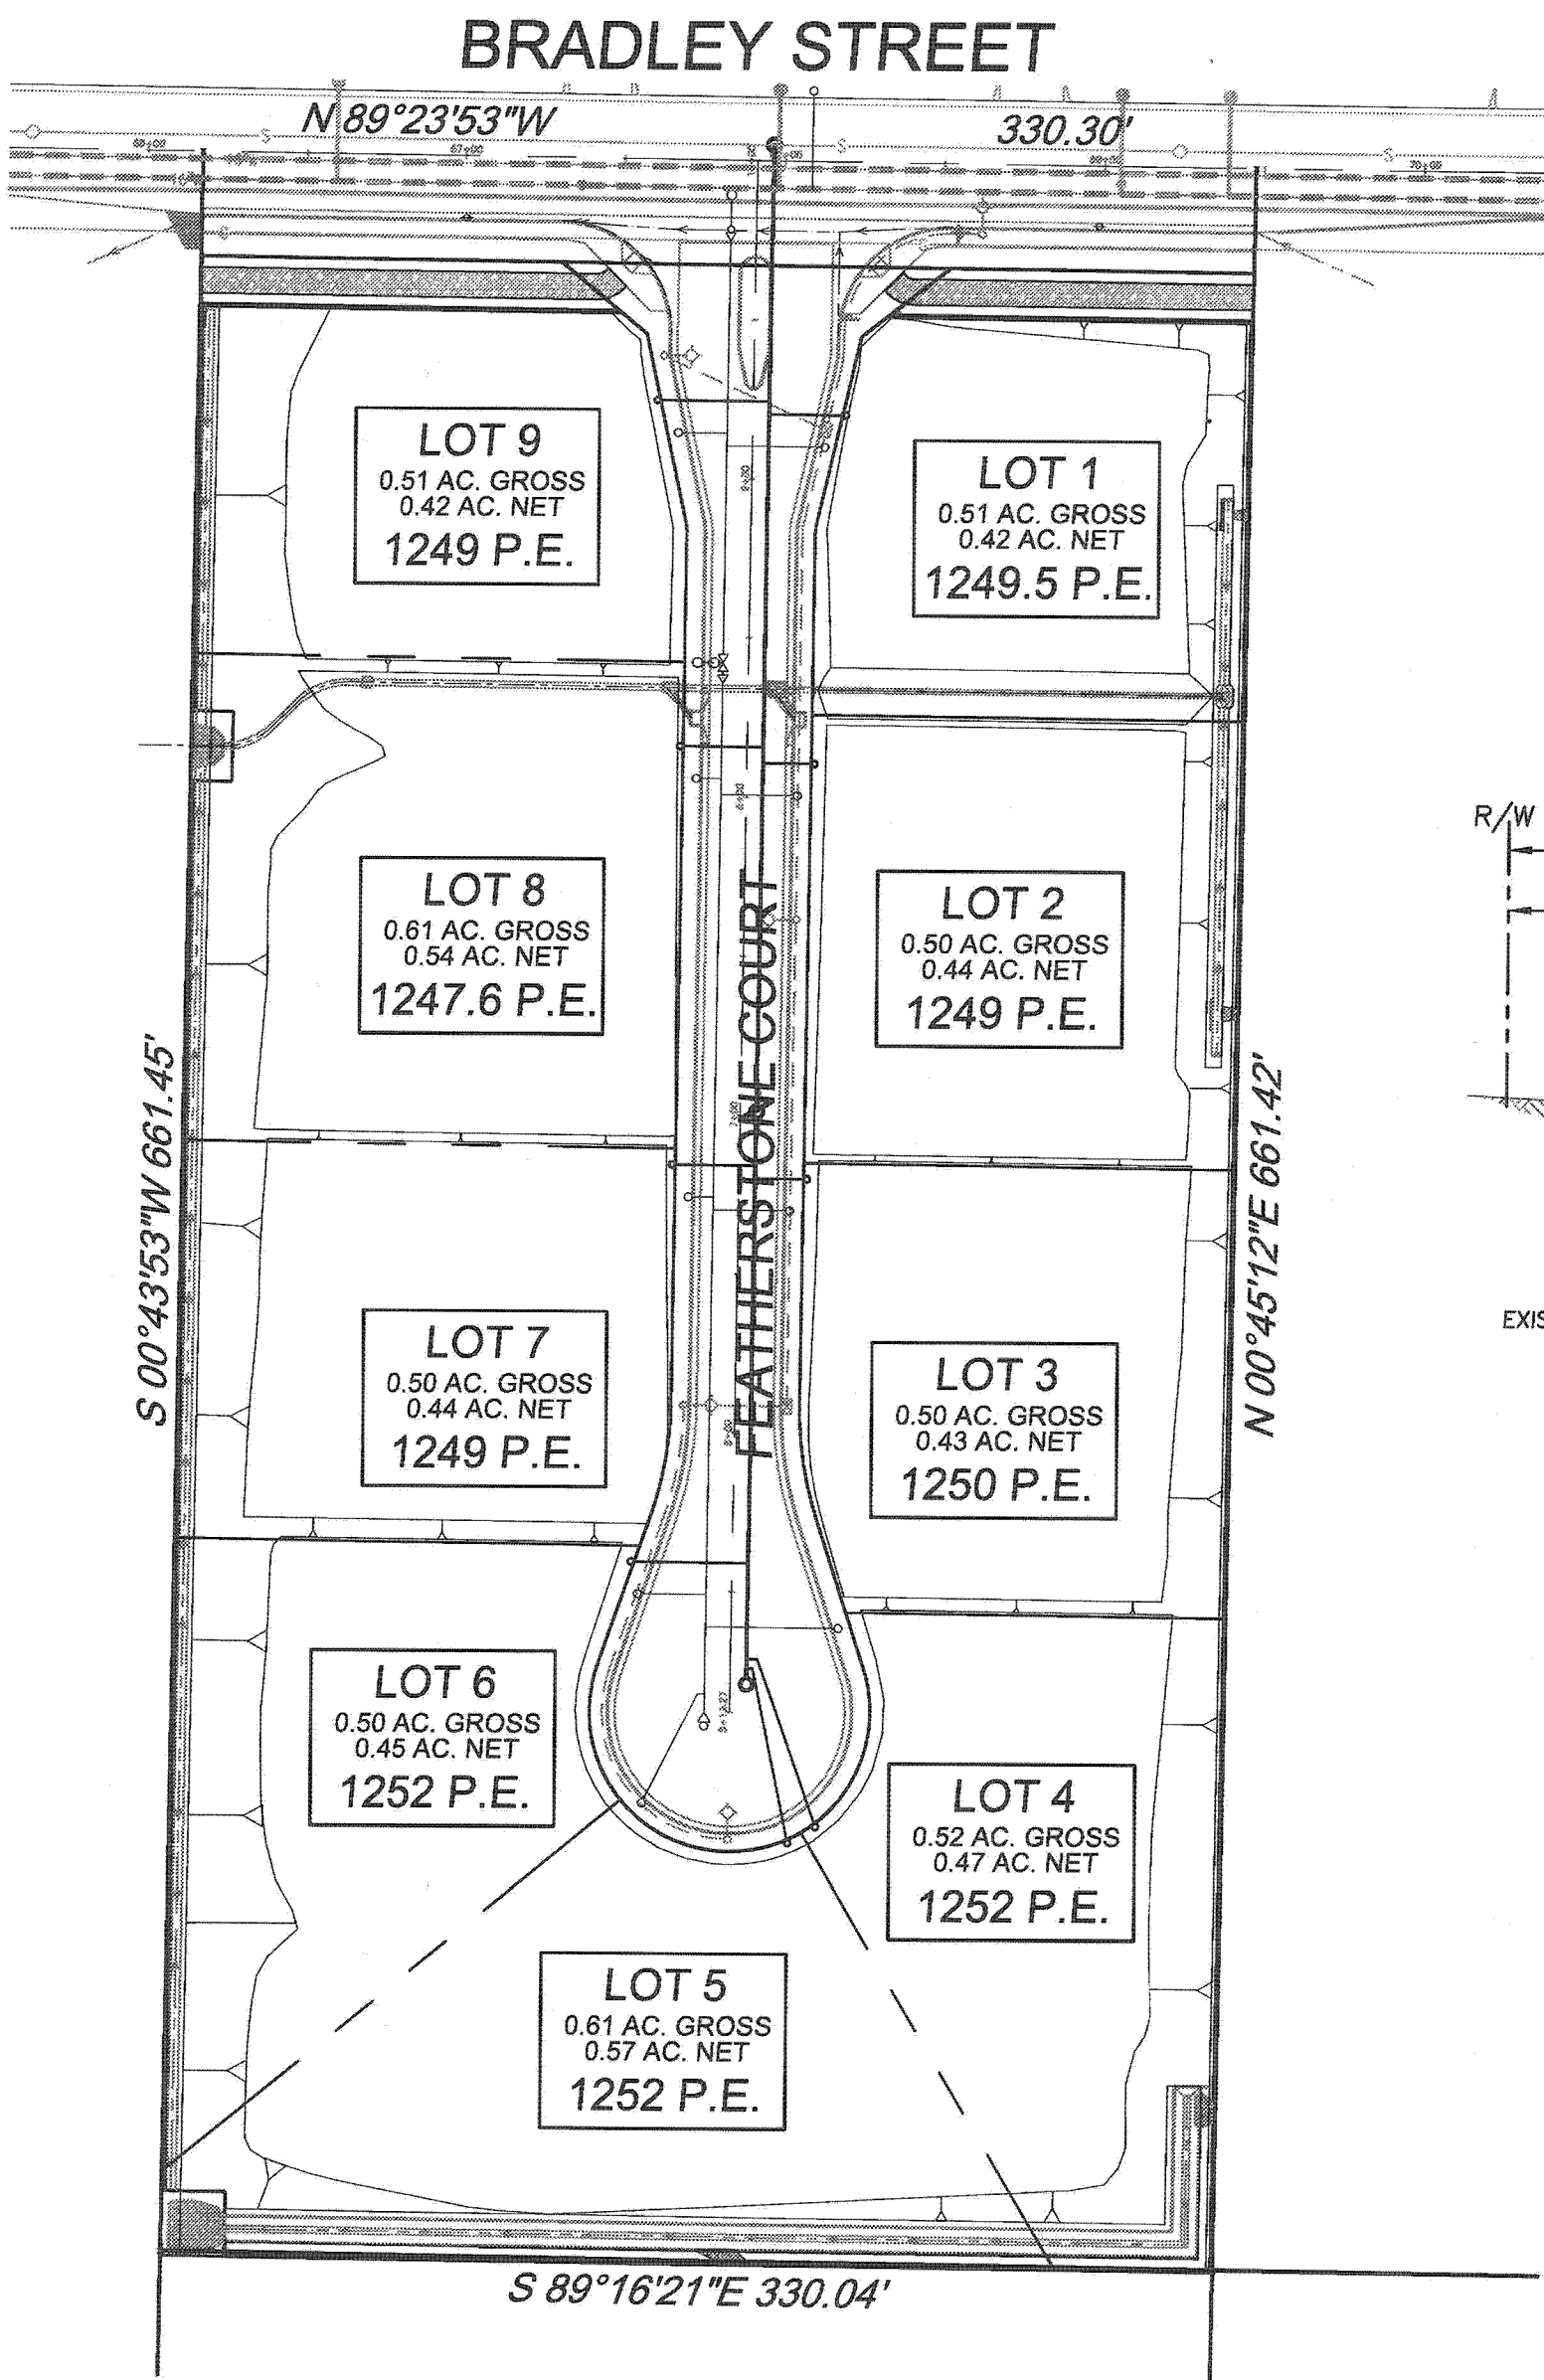 BRADLEY STREET
N 89°23'53"W 330.30'
LOT 9
0.51 AC. GROSS
0.42 AC. NET
1249 P.E.
LOT 1
0.51 AC. GROSS
0.42 AC. NET
1249.5 P.E.
LOT 8
0.61 AC. GROSS
0.54 AC. NET
1247.6 P.E.
LOT 2
0.50 AC. GROSS
0.44 AC. NET
1249 P.E.
R/W
FEATHERSTONE COURT
S 00°43'53"W 661.45'
N 00°45'12"E 661.42'
LOT 7
0.50 AC. GROSS
0.44 AC. NET
1249 P.E.
LOT 3
0.50 AC. GROSS
0.43 AC. NET
1250 P.E.
EXIS
LOT 6
0.50 AC. GROSS
0.45 AC. NET
1252 P.E.
LOT 4
0.52 AC. GROSS
0.47 AC. NET
1252 P.E.
LOT 5
0.61 AC. GROSS
0.57 AC. NET
1252 P.E.
S 89°16'21"E 330.04'